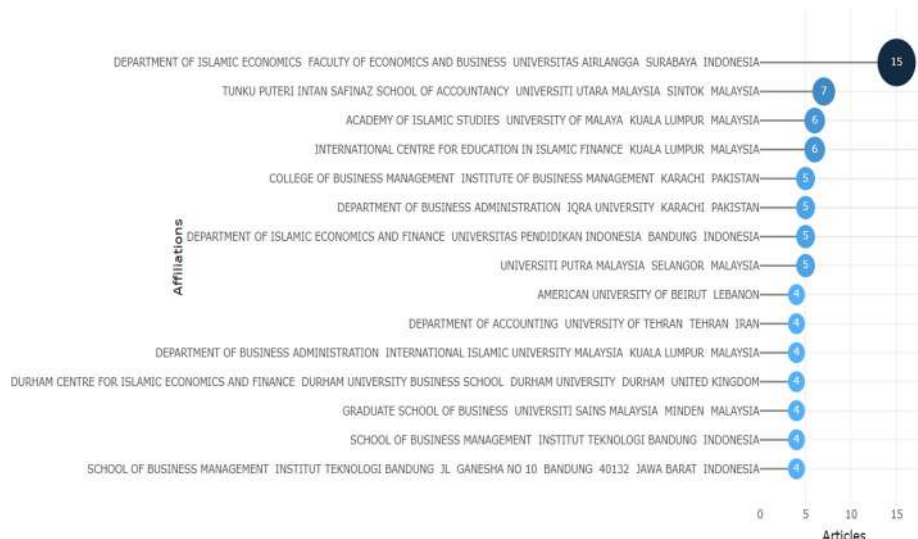 DEPARTMENT OF ISLAMIC ECONOMICS FACULTY OF ECONOMICS AND BUSINESS UNIVERSITAS AIRLANGGA SURABAYA INDONESIA 15
TUNKU PUTERI INTAN SAFINAZ SCHOOL OF ACCOUNTANCY UNIVERSITI UTARA MALAYSIA SINTOK MALAYSIA 7
ACADEMY OF ISLAMIC STUDIES UNIVERSITY OF MALAYA KUALA LUMPUR MALAYSIA 6
INTERNATIONAL CENTRE FOR EDUCATION IN ISLAMIC FINANCE KUALA LUMPUR MALAYSIA 6
COLLEGE OF BUSINESS MANAGEMENT INSTITUTE OF BUSINESS MANAGEMENT KARACHI PAKISTAN 5
DEPARTMENT OF BUSINESS ADMINISTRATION IQRA UNIVERSITY KARACHI PAKISTAN 5
DEPARTMENT OF ISLAMIC ECONOMICS AND FINANCE UNIVERSITAS PENDIDIKAN INDONESIA BANDUNG INDONESIA 5
UNIVERSITI PUTRA MALAYSIA SELANGOR MALAYSIA 5
AMERICAN UNIVERSITY OF BEIRUT LEBANON 4
DEPARTMENT OF ACCOUNTING UNIVERSITY OF TEHRAN TEHRAN IRAN 4
DEPARTMENT OF BUSINESS ADMINISTRATION INTERNATIONAL ISLAMIC UNIVERSITY MALAYSIA KUALA LUMPUR MALAYSIA 4
DURHAM CENTRE FOR ISLAMIC ECONOMICS AND FINANCE DURHAM UNIVERSITY BUSINESS SCHOOL DURHAM UNIVERSITY DURHAM UNITED KINGDOM 4
GRADUATE SCHOOL OF BUSINESS UNIVERSITI SAINS MALAYSIA MINDEN MALAYSIA 4
SCHOOL OF BUSINESS MANAGEMENT INSTITUT TEKNOLOGI BANDUNG INDONESIA 4
SCHOOL OF BUSINESS MANAGEMENT INSTITUT TEKNOLOGI BANDUNG JL GANESHA NO 10 BANDUNG 40132 JAWA BARAT INDONESIA 4
Affiliations
0 5 10 15
Articles